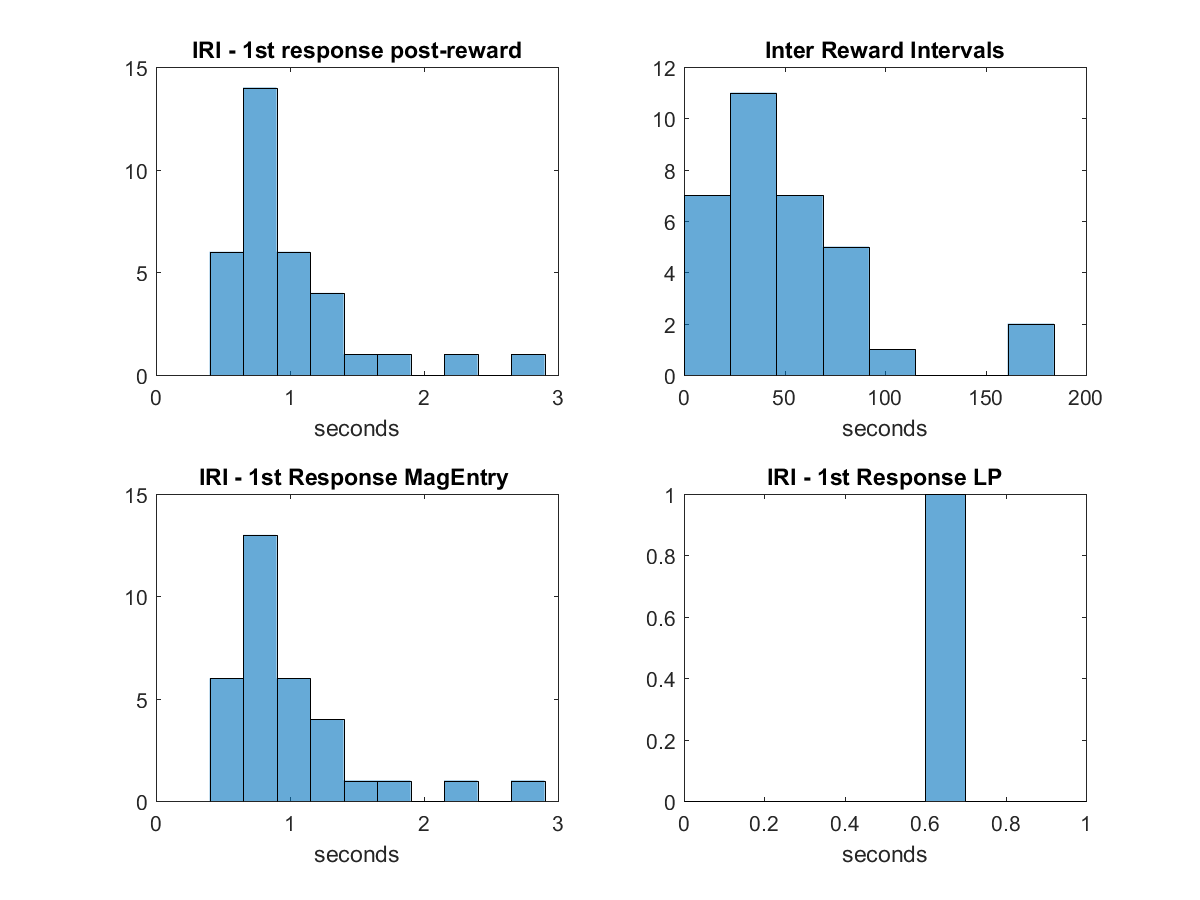 IRI - 1st response post-reward
15
10
5
0
0 1 2 3
seconds
Inter Reward Intervals
12
10
8
6
4
2
0
0 50 100 150 200
seconds
IRI - 1st Response MagEntry
15
10
5
0
0 1 2 3
seconds
IRI - 1st Response LP
1
0.8
0.6
0.4
0.2
0
0 0.2 0.4 0.6 0.8 1
seconds